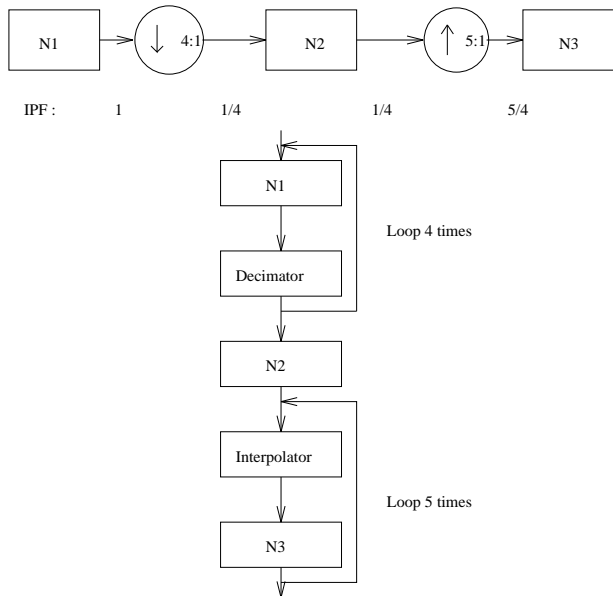 N1 4:1 N2 5:1 N3
IPF : 1 1/4 1/4 5/4
N1
Loop 4 times
Decimator
N2
Interpolator
Loop 5 times
N3